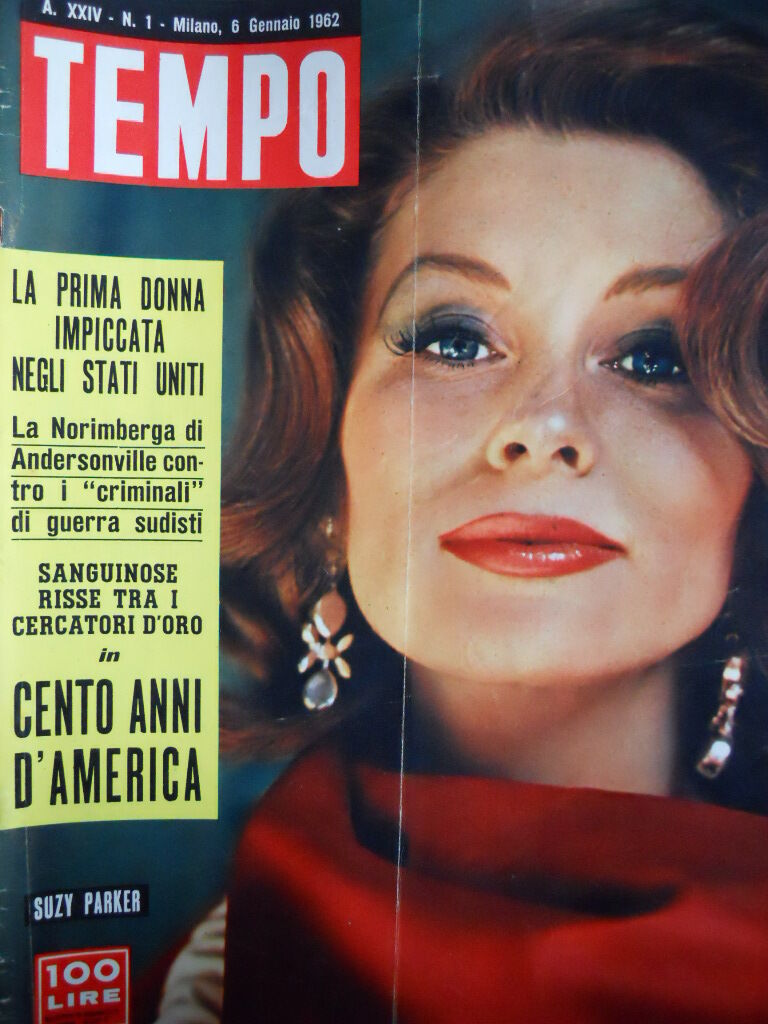 A. XXIV - N. 1 - Milano, 6 Gennaio 1962
TEMPO
LA PRIMA DONNA
IMPICCATA
NEGLI STATI UNITI
La Norimberga di
Andersonville con-
tro i "criminali"
di guerra sudisti
SANGUINOSE
RISSE TRA I
CERCATORI D'ORO
in
CENTO ANNI
D'AMERICA
SUZY PARKER
100
LIRE